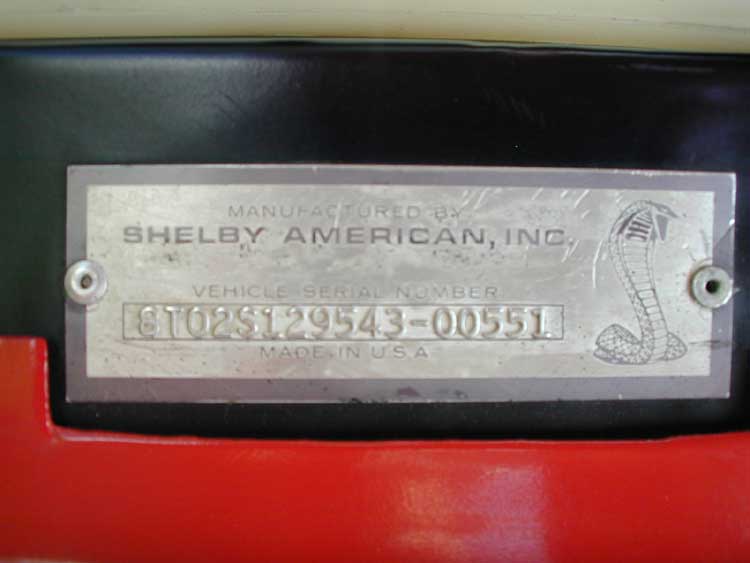 MANUFACTURED BY
SHELBY AMERICAN, INC.
VEHICLE SERIAL NUMBER
8T02S129543-00551
MADE IN U.S.A